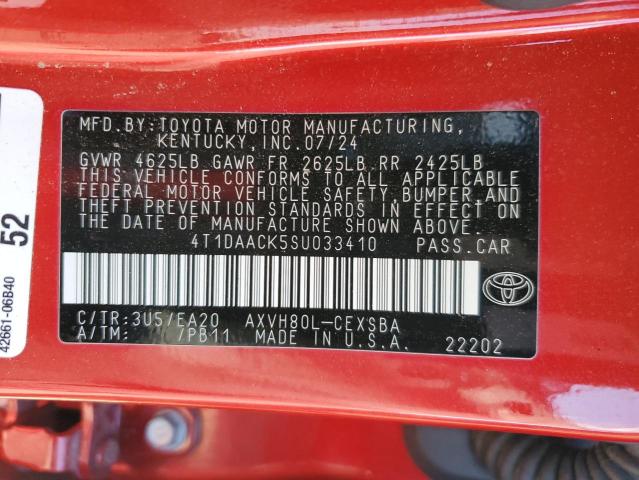 MFD.BY:TOYOTA MOTOR MANUFACTURING,
KENTUCKY, INC.07/24
GVWR 4625LB GAWR FR 2625LB RR 2425LB
THIS VEHICLE CONFORMS TO ALL APPLICABLE
FEDERAL MOTOR VEHICLE SAFETY,BUMPER,AND
THEFT PREVENTION STANDARDS IN EFFECT ON
THE DATE OF MANUFACTURE SHOWN ABOVE.
4T1DAACK5SU033410 PASS.CAR
C/TR:3U5/EA20 AXVH80L-CEXSBA
A/TM: /PB11 MADE IN U.S.A. 22202
52
42661-06B40